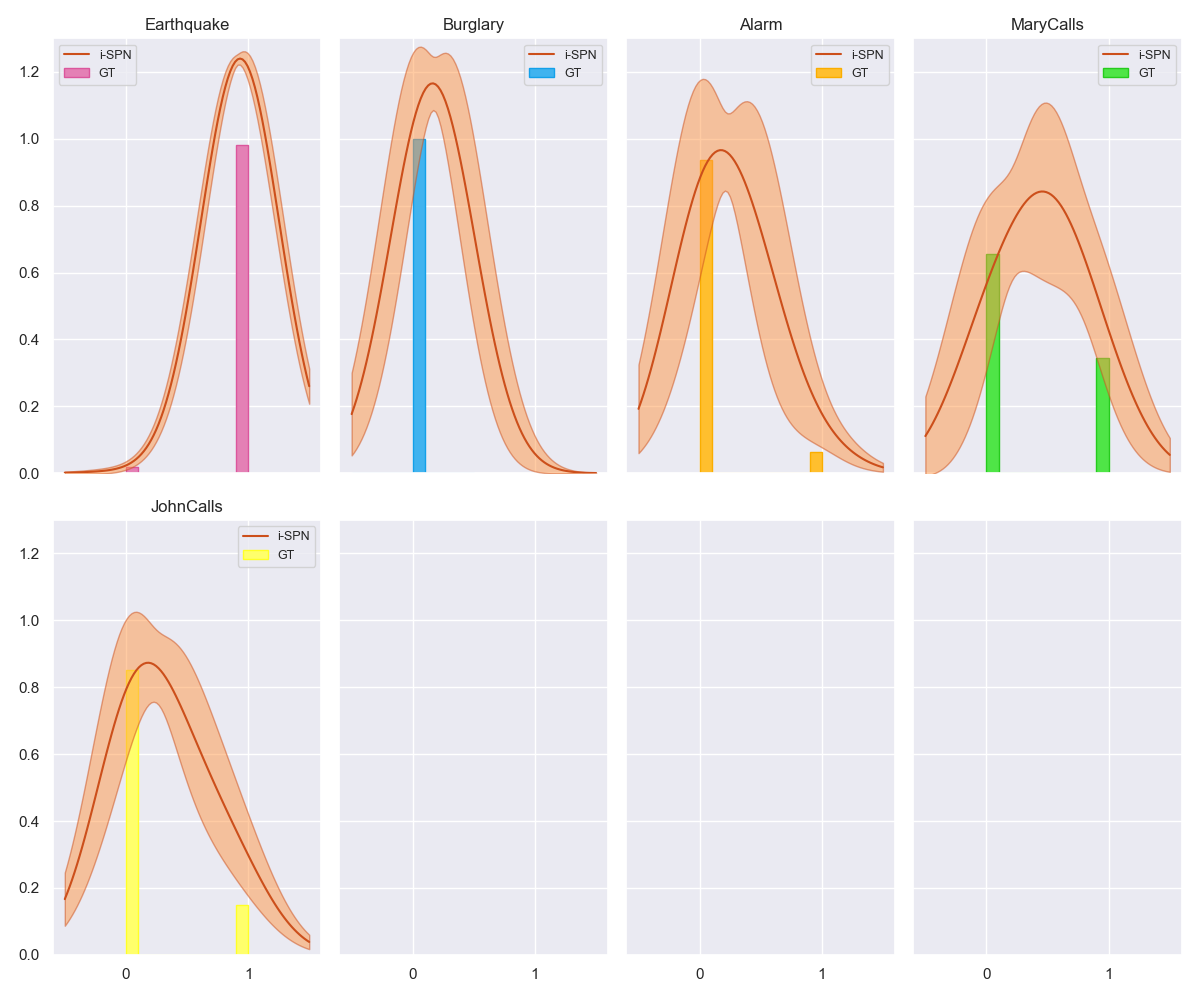 Earthquake
i-SPN
GT
1.2
1.0
0.8
0.6
0.4
0.2
0.0
Burglary
i-SPN
GT
Alarm
i-SPN
GT
MaryCalls
i-SPN
GT
JohnCalls
i-SPN
GT
1.2
1.0
0.8
0.6
0.4
0.2
0.0
0 1
0 1
0 1
0 1